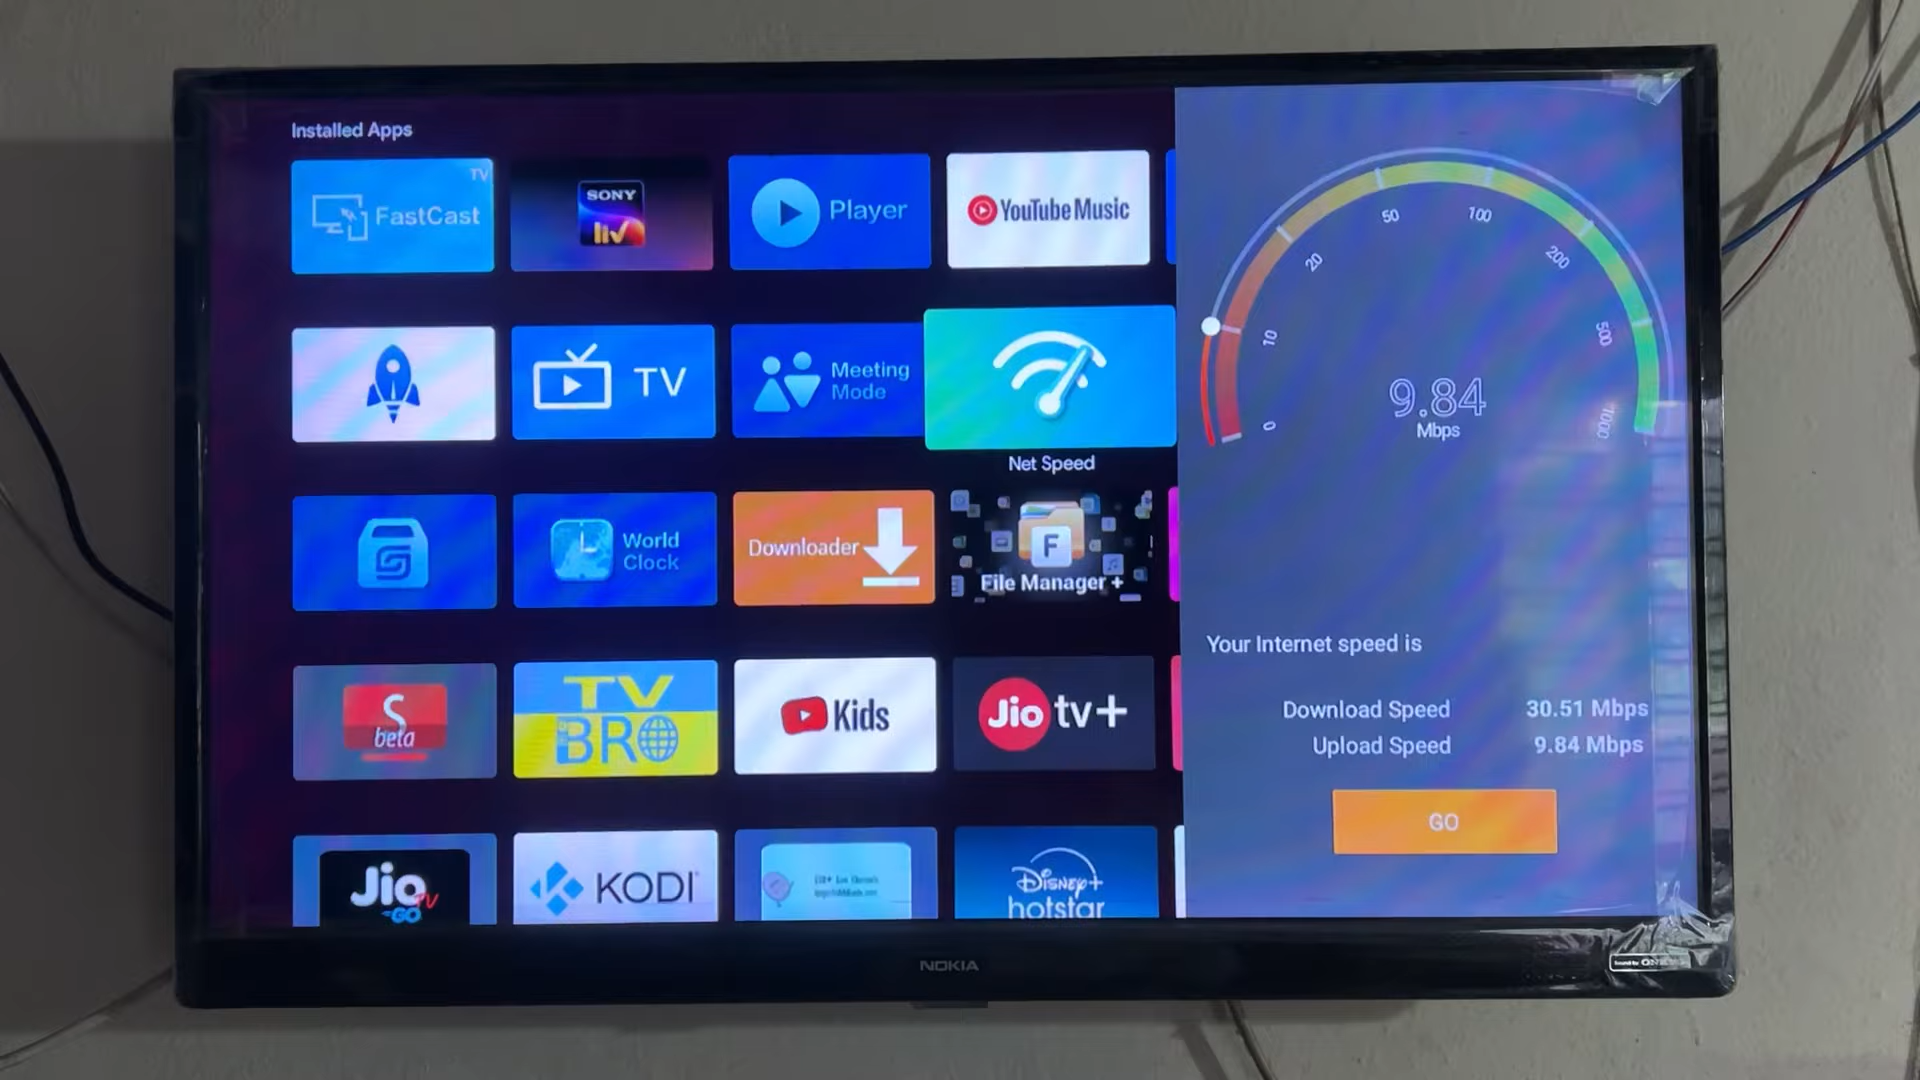 Installed Apps
TV
FastCast
SONY
liv
Player
YouTube Music
TV
Meeting
Mode
Net Speed
World
Clock
Downloader
F
File Manager +
S
beta
TV
BRO
Kids
Jio tv+
Jio
TV
GO
KODI
Disney+
hotstar
0
10
20
50
100
200
500
1000
9.84
Mbps
Your Internet speed is
Download Speed 30.51 Mbps
Upload Speed 9.84 Mbps
GO
NOKIA